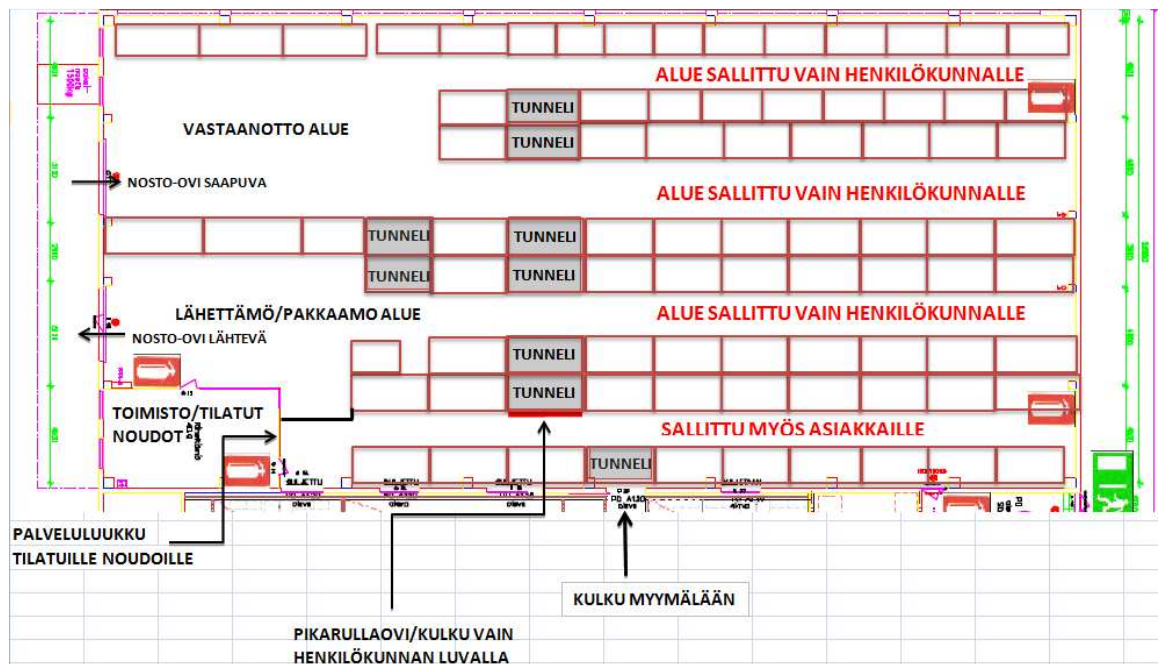 ALUE SALLITTU VAIN HENKILÖKUNNALLE
TUNNELI
VASTAANOTTO ALUE
TUNNELI
NOSTO-OVI SAAPUVA
ALUE SALLITTU VAIN HENKILÖKUNNALLE
TUNNELI TUNNELI
TUNNELI TUNNELI
LÄHETTÄMÖ/PAKKAAMO ALUE
ALUE SALLITTU VAIN HENKILÖKUNNALLE
NOSTO-OVI LÄHTEVÄ
TUNNELI
TUNNELI
TOIMISTO/TILATUT
NOUDOT
SALLITTU MYÖS ASIAKKAILLE
TUNNELI
PALVELULUUKKU
TILATUILLE NOUDOILLE
KULKU MYYMÄLÄÄN
PIKARULLAOVI/KULKU VAIN
HENKILÖKUNNAN LUVALLA